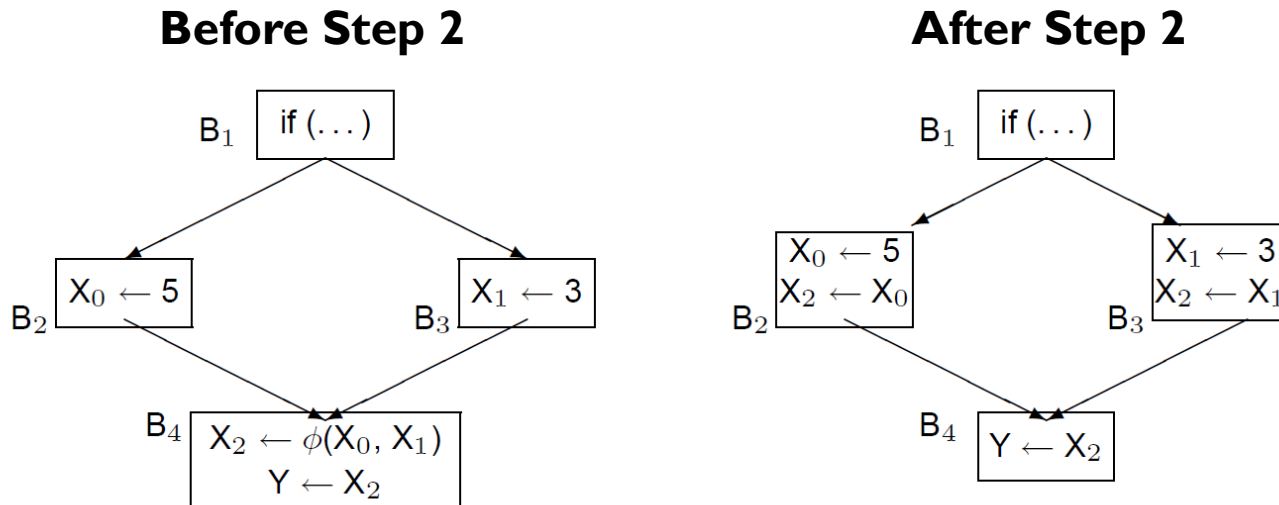 Before Step 2
After Step 2
B₁
if (...)
B₁
if (...)
X₀ ← 5
B₂
X₁ ← 3
B₃
X₀ ← 5
X₂ ← X₀
B₂
X₁ ← 3
X₂ ← X₁
B₃
B₄
X₂ ← ϕ(X₀, X₁)
Y ← X₂
B₄
Y ← X₂